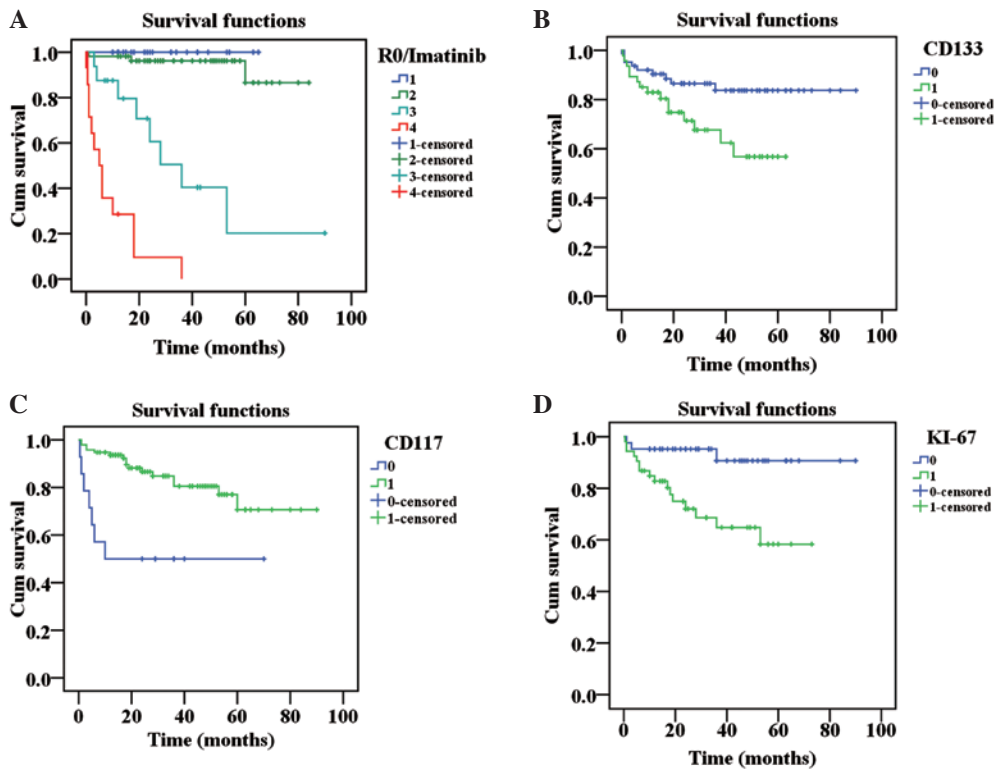 A
Survival functions
R0/Imatinib
1
2
3
4
1-censored
2-censored
3-censored
4-censored
Cum survival
1.0
0.8
0.6
0.4
0.2
0.0
0 20 40 60 80 100
Time (months)
B
Survival functions
CD133
0
1
0-censored
1-censored
Cum survival
1.0
0.8
0.6
0.4
0.2
0.0
0 20 40 60 80 100
Time (months)
C
Survival functions
CD117
0
1
0-censored
1-censored
Cum survival
1.0
0.8
0.6
0.4
0.2
0.0
0 20 40 60 80 100
Time (months)
D
Survival functions
KI-67
0
1
0-censored
1-censored
Cum survival
1.0
0.8
0.6
0.4
0.2
0.0
0 20 40 60 80 100
Time (months)